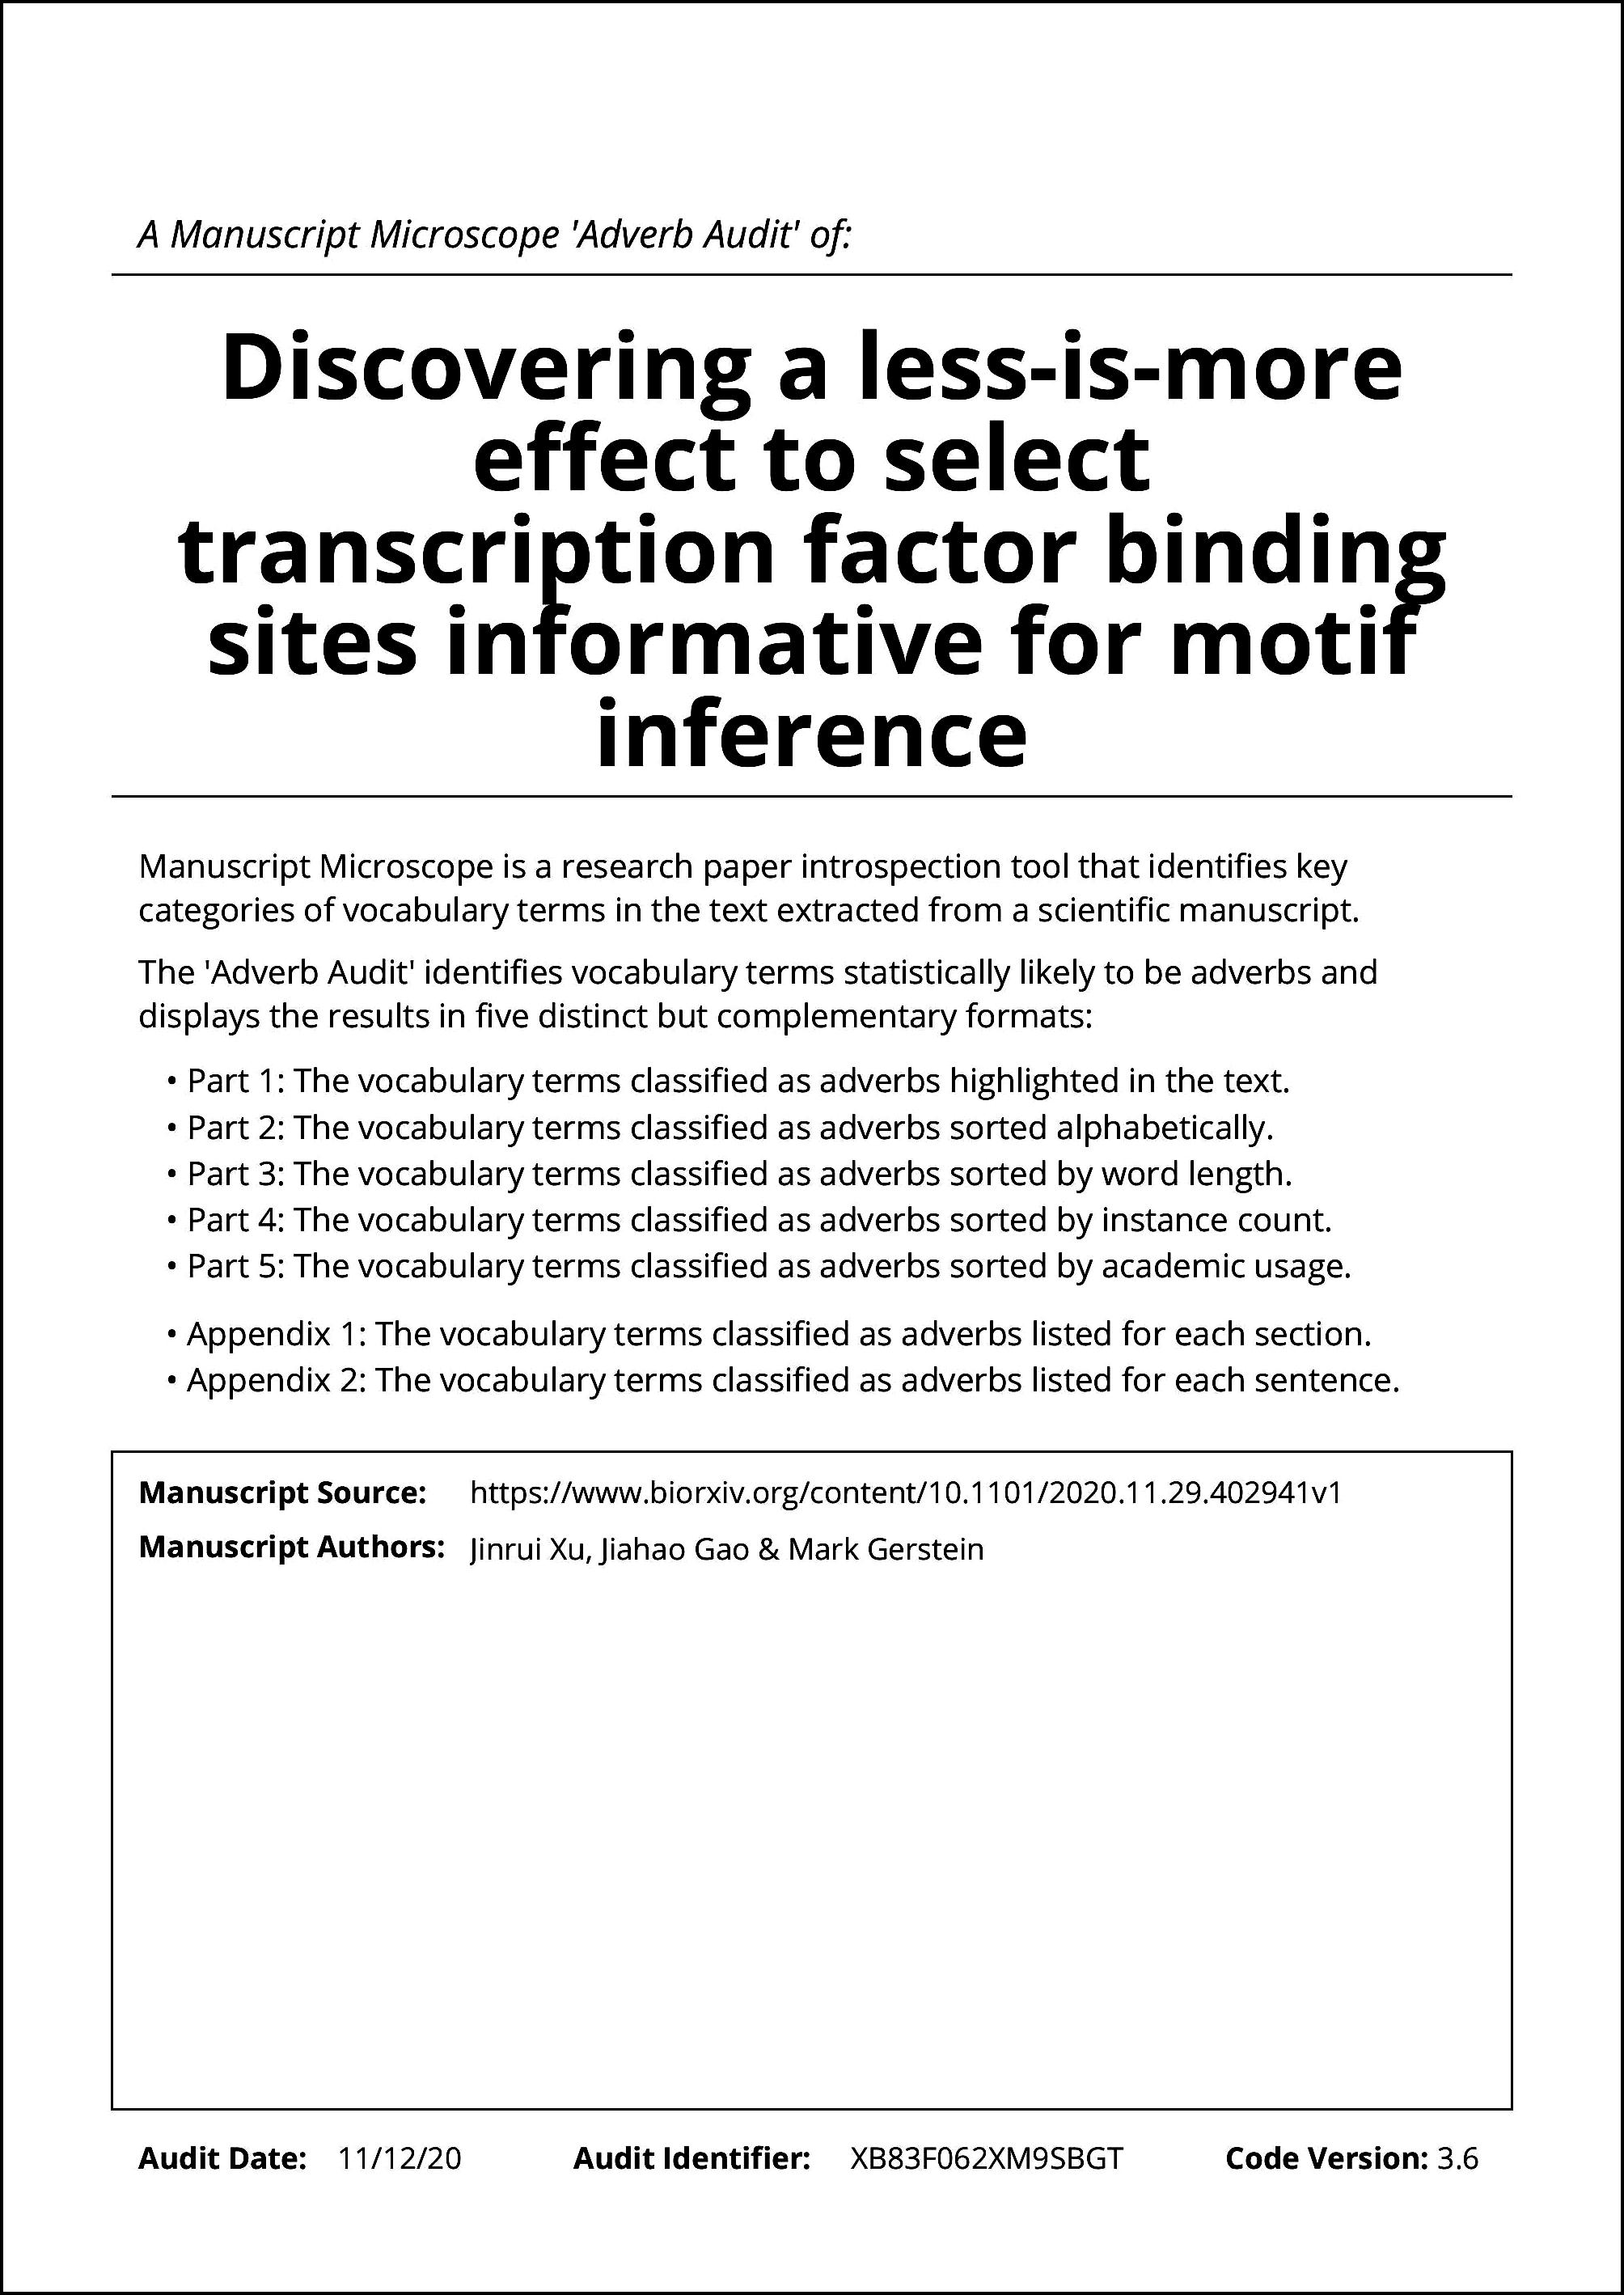 A Manuscript Microscope 'Adverb Audit' of:
Discovering a less-is-more
effect to select
transcription factor binding
sites informative for motif
inference
Manuscript Microscope is a research paper introspection tool that identifies key
categories of vocabulary terms in the text extracted from a scientific manuscript.
The 'Adverb Audit' identifies vocabulary terms statistically likely to be adverbs and
displays the results in five distinct but complementary formats:
• Part 1: The vocabulary terms classified as adverbs highlighted in the text.
• Part 2: The vocabulary terms classified as adverbs sorted alphabetically.
• Part 3: The vocabulary terms classified as adverbs sorted by word length.
• Part 4: The vocabulary terms classified as adverbs sorted by instance count.
• Part 5: The vocabulary terms classified as adverbs sorted by academic usage.
• Appendix 1: The vocabulary terms classified as adverbs listed for each section.
• Appendix 2: The vocabulary terms classified as adverbs listed for each sentence.
Manuscript Source: https://www.biorxiv.org/content/10.1101/2020.11.29.402941v1
Manuscript Authors: Jinrui Xu, Jiahao Gao & Mark Gerstein
Audit Date: 11/12/20 Audit Identifier: XB83F062XM9SBGT Code Version: 3.6